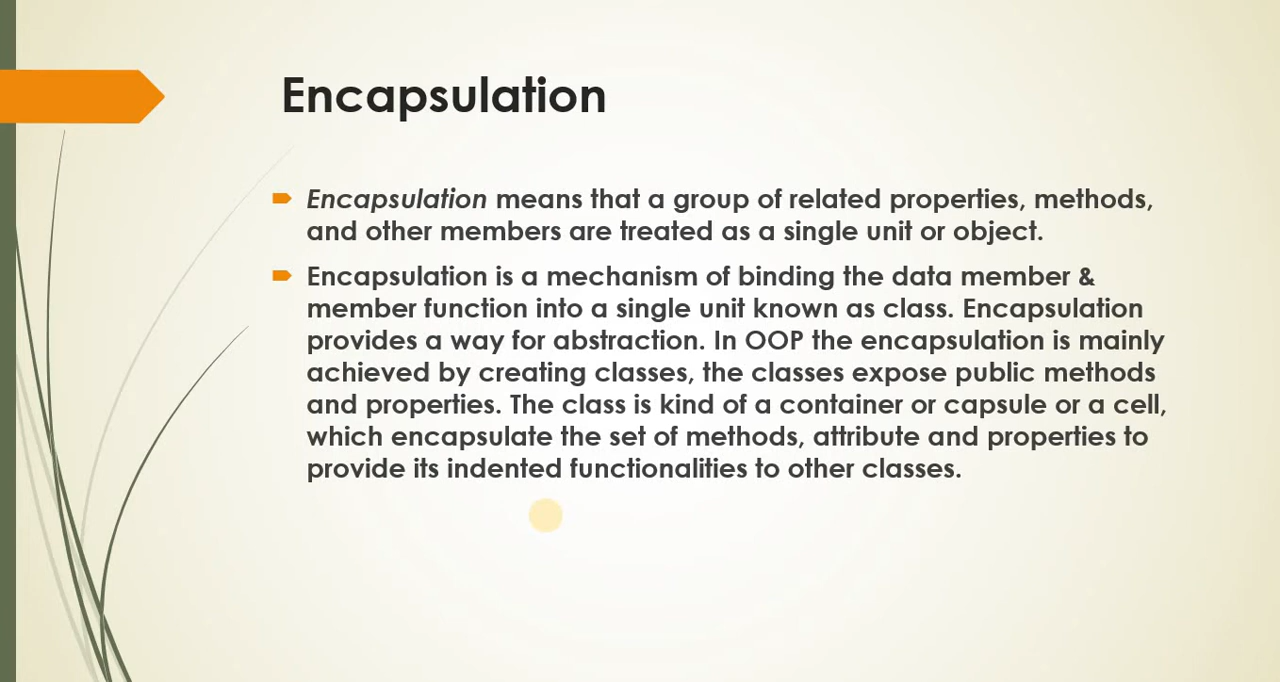 Encapsulation
Encapsulation means that a group of related properties, methods,
and other members are treated as a single unit or object.
Encapsulation is a mechanism of binding the data member &
member function into a single unit known as class. Encapsulation
provides a way for abstraction. In OOP the encapsulation is mainly
achieved by creating classes, the classes expose public methods
and properties. The class is kind of a container or capsule or a cell,
which encapsulate the set of methods, attribute and properties to
provide its indented functionalities to other classes.